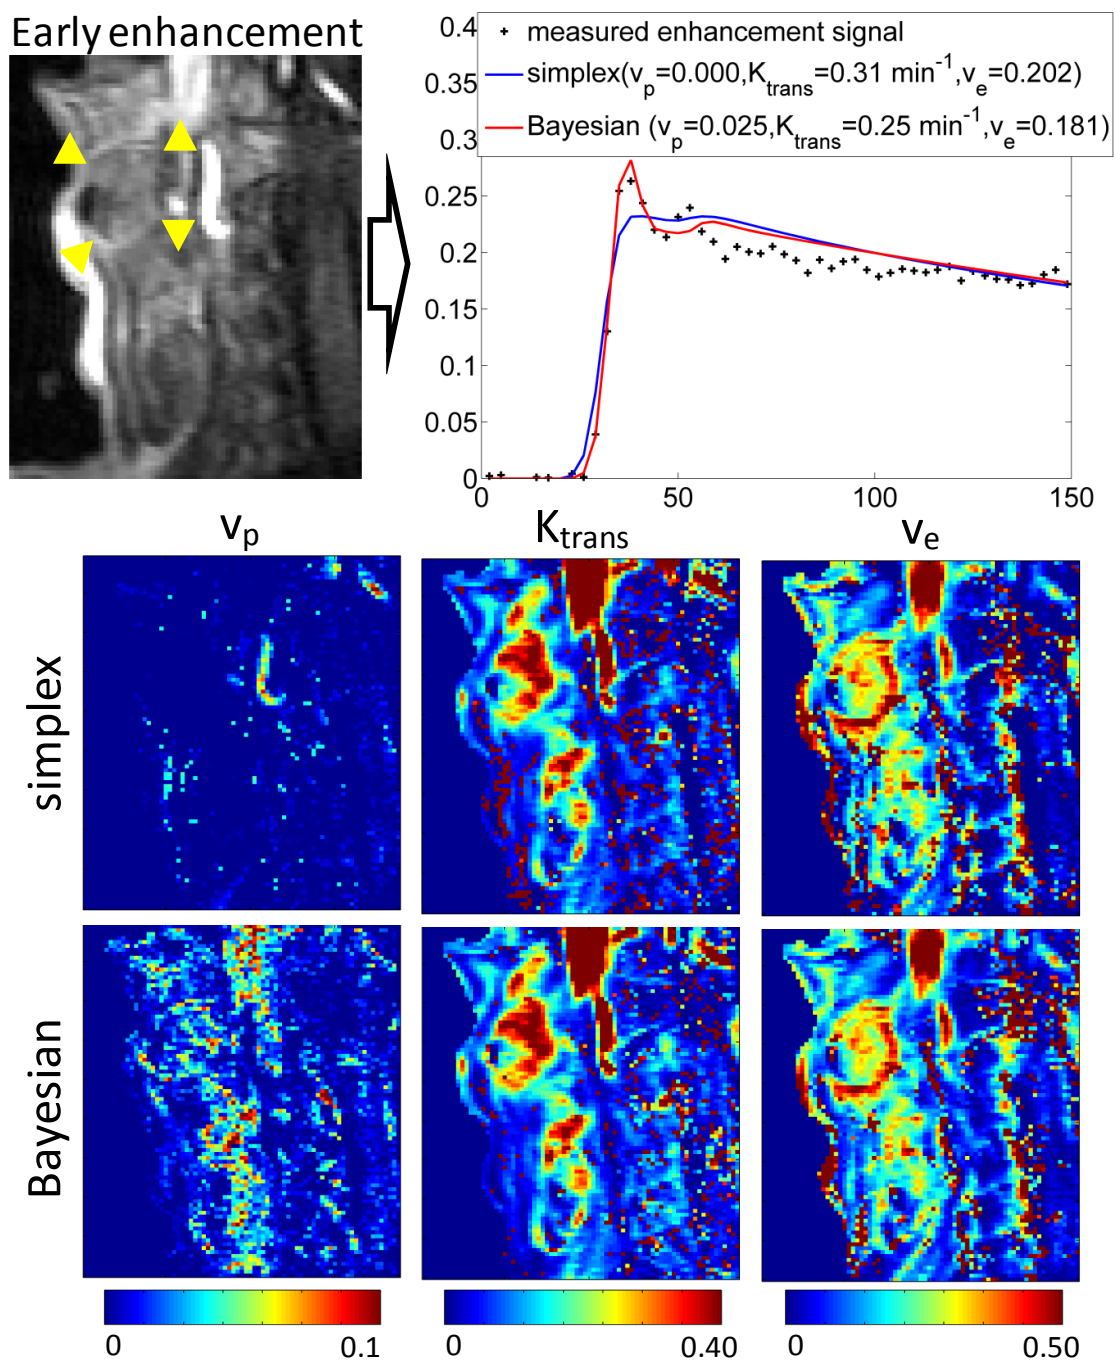 Early enhancement
measured enhancement signal
simplex(vp=0.000,Ktrans=0.31 min-1,ve=0.202)
Bayesian (vp=0.025,Ktrans=0.25 min-1,ve=0.181)
0.4
0.35
0.3
0.25
0.2
0.15
0.1
0.05
0
0 50 100 150
vp Ktrans ve
simplex
Bayesian
0 0.1 0 0.40 0 0.50